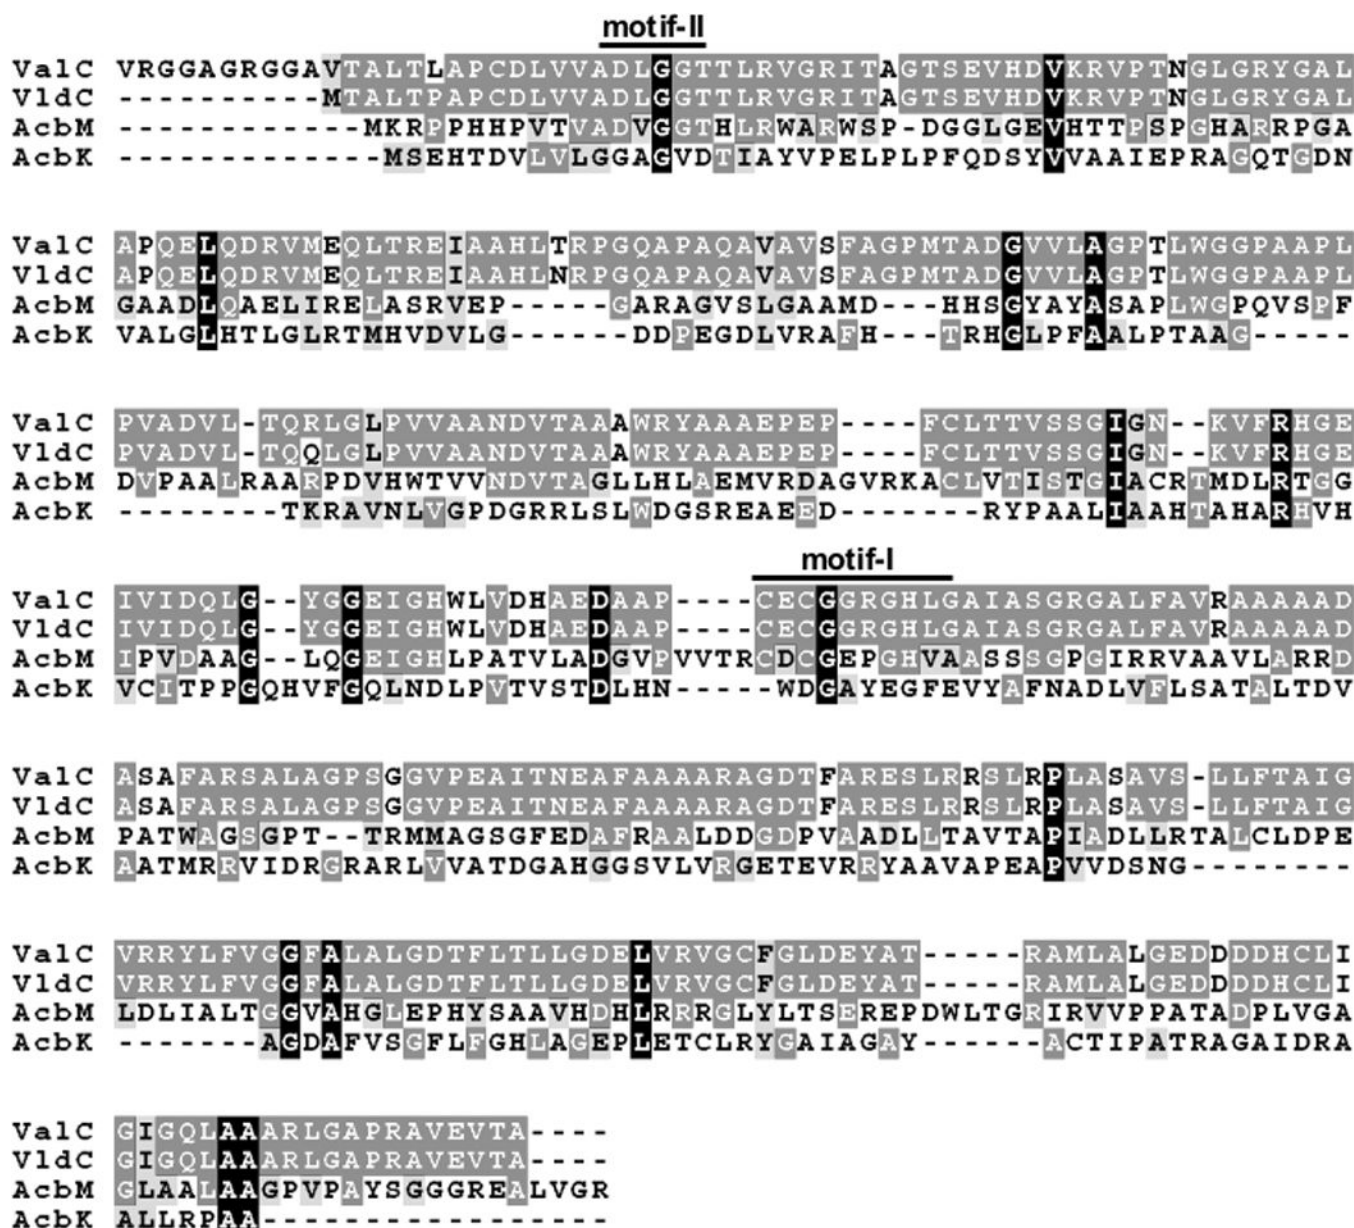 motif-II
ValC VRGGAGRGGAVTALTLAPCDLVVADLGGTTLRVGRITAGTSEVHDVKRVPTNGLGRYGAL
VldC ----------MTALTPAPCDLVVADLGGTTLRVGRITAGTSEVHDVKRVPTNGLGRYGAL
AcbM ------------MKRPPHHPVTVADVGGTHLRWARWSP-DGGLGEVHTTPSPGHARRPGA
AcbK -------------MSEHTDVLVLGGAGVDTIAYVPELPLPFQDSYVVAAIEPRAGQTGDN
ValC APQELQDRVMEQLTREIAAHLTRPGQAPAQAVAVSFAGPMTADGVVLAGPTLWGGPAAPL
VldC APQELQDRVMEQLTREIAAHLNRPGQAPAQAVAVSFAGPMTADGVVLAGPTLWGGPAAPL
AcbM GAADLQAELIRELASRVEP-----GARAGVSLGAAMD---HHSGYAYASAPLWGPQVSPF
AcbK VALGLHTLGLRTMHVDVLG------DDPEGDLVRAFH---TRHGLPFAALPTAAG-----
ValC PVADVL-TQRLGLPVVAANDVTAAAWRYAAAEPEP----FCLTTVSSGIGN--KVFRHGE
VldC PVADVL-TQQLGLPVVAANDVTAAAWRYAAAEPEP----FCLTTVSSGIGN--KVFRHGE
AcbM DVPAALRAARPDVHWTVVNDVTAGLLHLAEMVRDAGVRKACLVTISTGIACRTMDLRTGG
AcbK --------TKRAVNLVGPDGRRLSLWDGSREAEED-------RYPAALIAAHTAHARHVH
motif-I
ValC IVIDQLG--YGGEIGHWLVDHAEDAAP----CECGGRGHLGAIASGRGALFAVRAAAAAD
VldC IVIDQLG--YGGEIGHWLVDHAEDAAP----CECGGRGHLGAIASGRGALFAVRAAAAAD
AcbM IPVDAAG--LQGEIGHLPATVLADGVPVVTRCDCGEPGHVAASSSGPGIRRVAAVLARRD
AcbK VCITPPGQHVFGQLNDLPVTVSTDLHN-----WDGAYEGFEVYAFNADLVFLSATALTDV
ValC ASAFARSALAGPSGGVPEAITNEAFAAAARAGDTFARESLRRSLRPLASAVS-LLFTAIG
VldC ASAFARSALAGPSGGVPEAITNEAFAAAARAGDTFARESLRRSLRPLASAVS-LLFTAIG
AcbM PATWAGSGPT--TRMMAGSGFEDAFRAALDDGDPVAADLLTAVTAPIADLLRTALCLDPE
AcbK AATMRRVIDRGRARLVVATDGAHGGSVLVRGETEVRRYAAVAPEAPVVDSNG--------
ValC VRRYLFVGGFALALGDTFLTLLGDELVRVGCFGLDEYAT-----RAMLALGEDDDDDHCLI
VldC VRRYLFVGGFALALGDTFLTLLGDELVRVGCFGLDEYAT-----RAMLALGEDDDDDHCLI
AcbM LDLIALTGGVAHGLEPHYSAAVHDHLRRRGLYLTSEREPDWLTGRIRVVPPATADPLVGA
AcbK -------AGDAFVSGFLFGHLAGEPLETCLRYGAIAGAY------ACTIPATRAGAIDRA
ValC GIGQLAAARLGAPRAVEVTA----
VldC GIGQLAAARLGAPRAVEVTA----
AcbM GLAALAAGPVPAYSGGGREALVGR
AcbK ALLRPAA-----------------